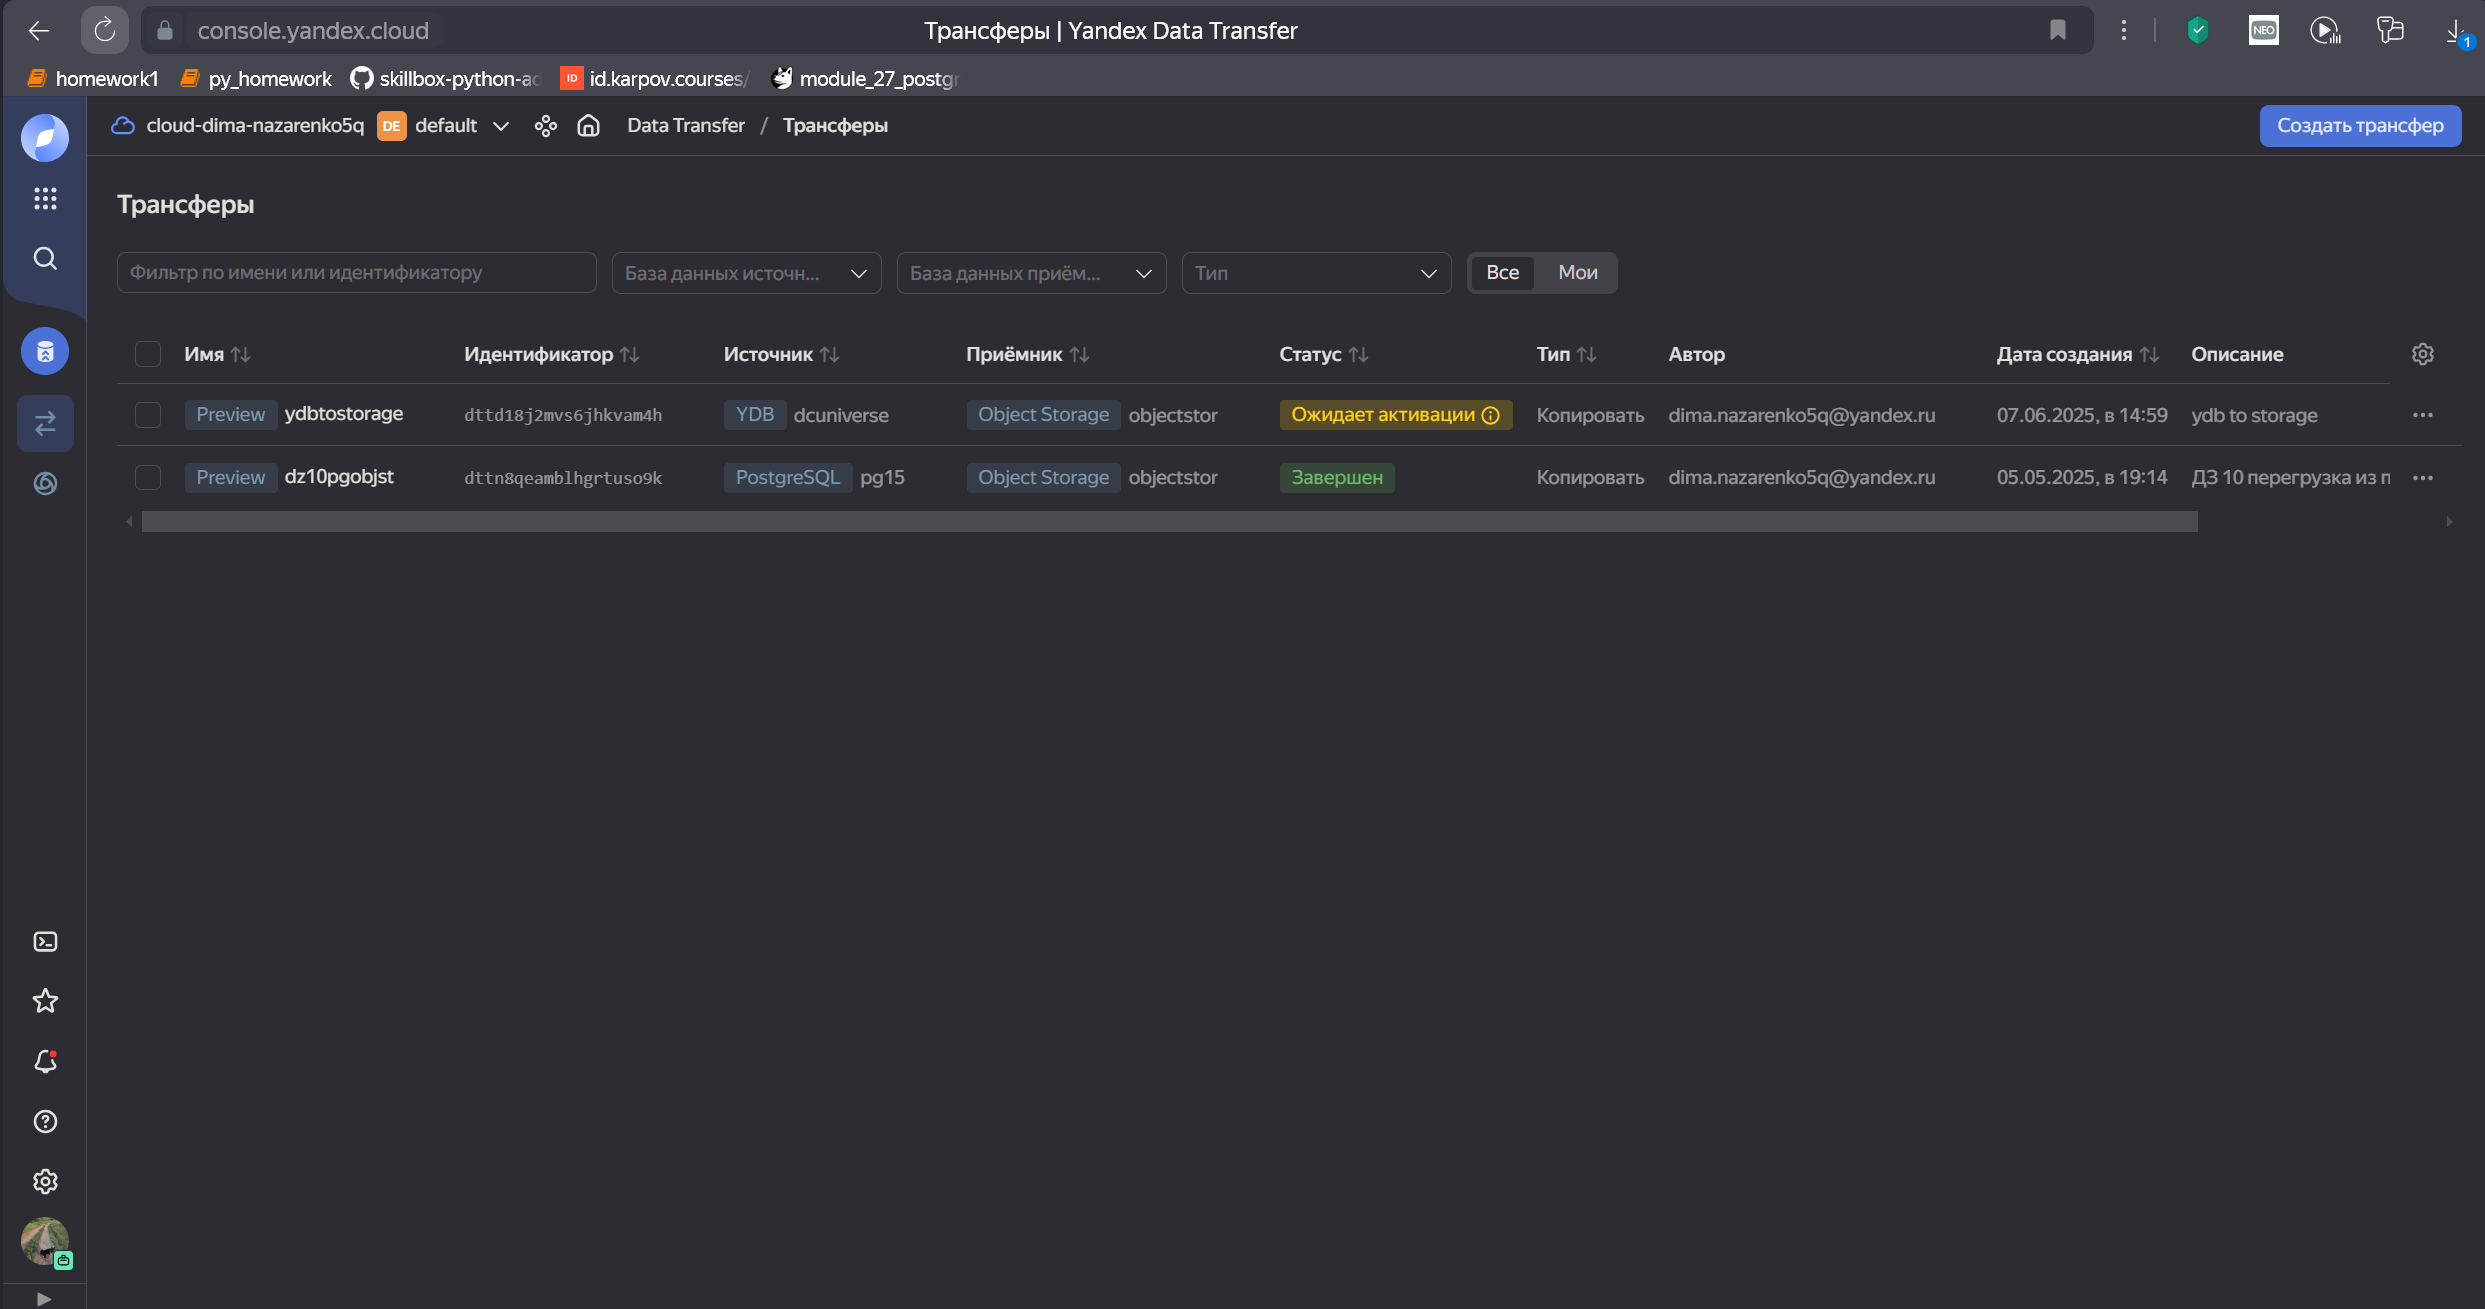 console.yandex.cloud
Трансферы | Yandex Data Transfer
NEO
1
homework1
py_homework
skillbox-python-ad
ID id.karpov.courses/
module_27_postgr
cloud-dima-nazarenko5q DE default Data Transfer / Трансферы
Создать трансфер
Трансферы
Фильтр по имени или идентификатору
База данных источн...
База данных приём...
Тип
Все Мои
Имя Идентификатор Источник Приёмник Статус Тип Автор Дата создания Описание
Preview ydbtostorage dttd18j2mvs6jhkvam4h YDB dcuniverse Object Storage objectstor Ожидает активации Копировать dima.nazarenko5q@yandex.ru 07.06.2025, в 14:59 ydb to storage
Preview dz10pgobjst dttn8qeamblhgrtuso9k PostgreSQL pg15 Object Storage objectstor Завершен Копировать dima.nazarenko5q@yandex.ru 05.05.2025, в 19:14 ДЗ 10 перегрузка из п